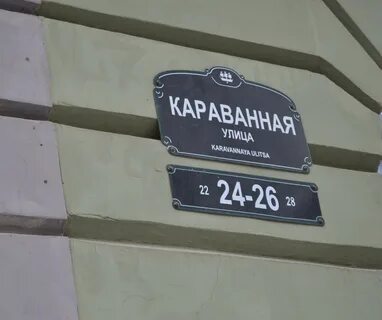 КАРАВАННАЯ
УЛИЦА
KARAVANNAYA ULITSA
22 24-26 28